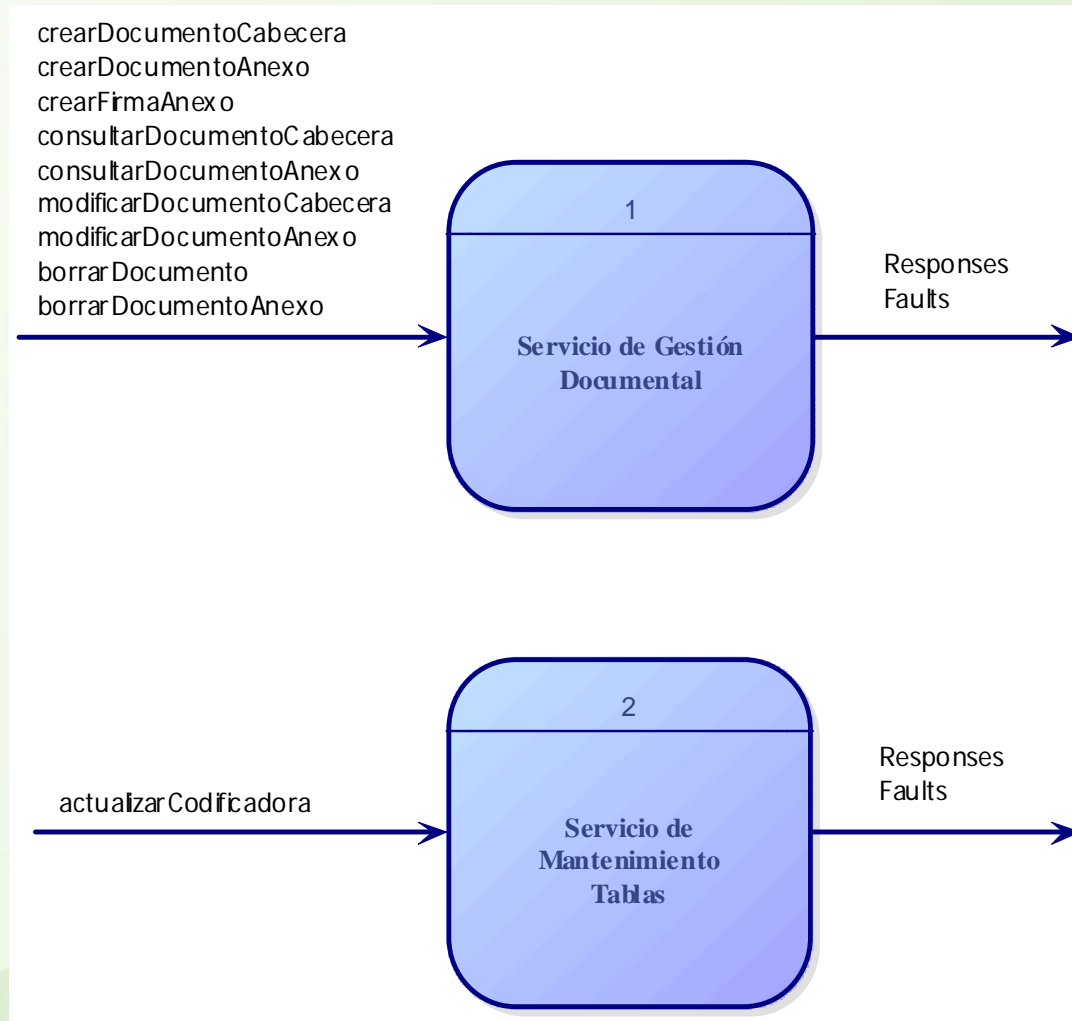 crearDocumentoCabecera
crearDocumentoAnexo
crearFirmaAnexo
consultarDocumentoCabecera
consultarDocumentoAnexo
modificarDocumentoCabecera
modificarDocumentoAnexo
borrarDocumento
borrarDocumentoAnexo
1
Servicio de Gestión
Documental
Responses
Faults
actualizarCodificadora
2
Servicio de
Mantenimiento
Tablas
Responses
Faults